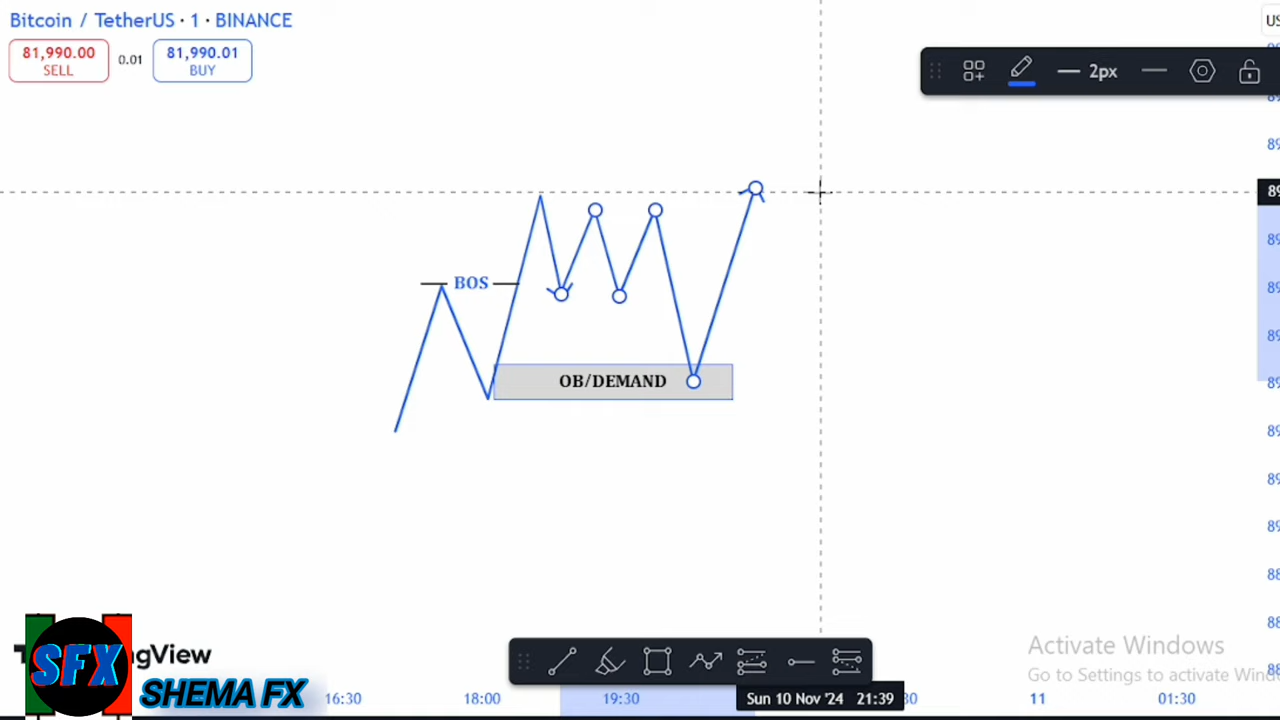 Bitcoin / TetherUS · 1 · BINANCE
81,990.00
SELL
0.01
81,990.01
BUY
2px
BOS
OB/DEMAND
SFX
SHEMA FX
Activate Windows
Go to Settings to activate
16:30
18:00
19:30
Sun 10 Nov '24 21:39
11
01:30